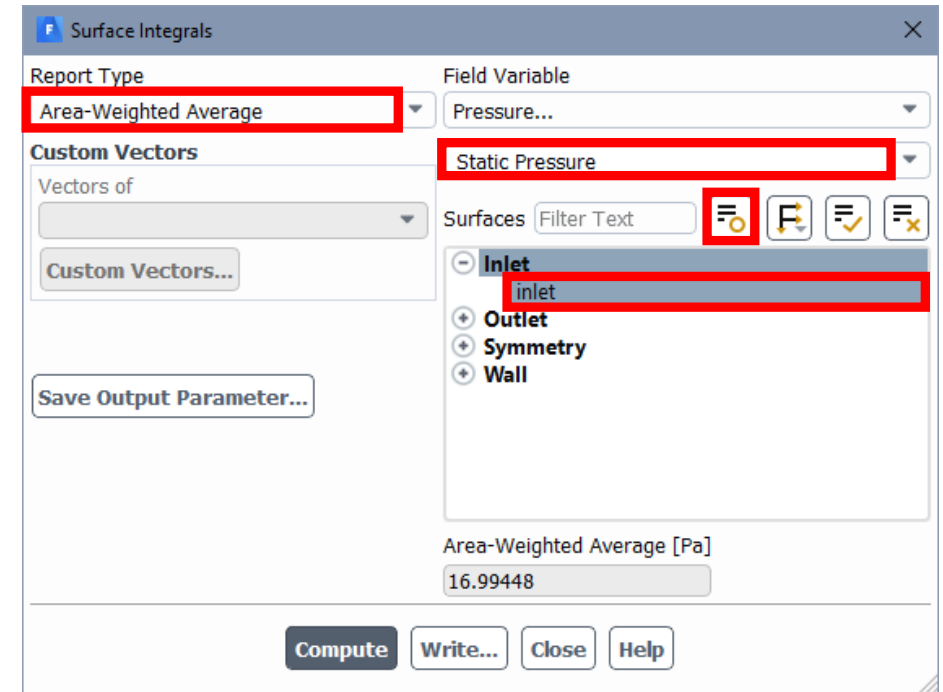 Surface Integrals
Report Type
Area-Weighted Average
Custom Vectors
Vectors of
Custom Vectors...
Save Output Parameter...
Field Variable
Pressure...
Static Pressure
Surfaces Filter Text
Inlet
inlet
Outlet
Symmetry
Wall
Area-Weighted Average [Pa]
16.99448
Compute Write... Close Help